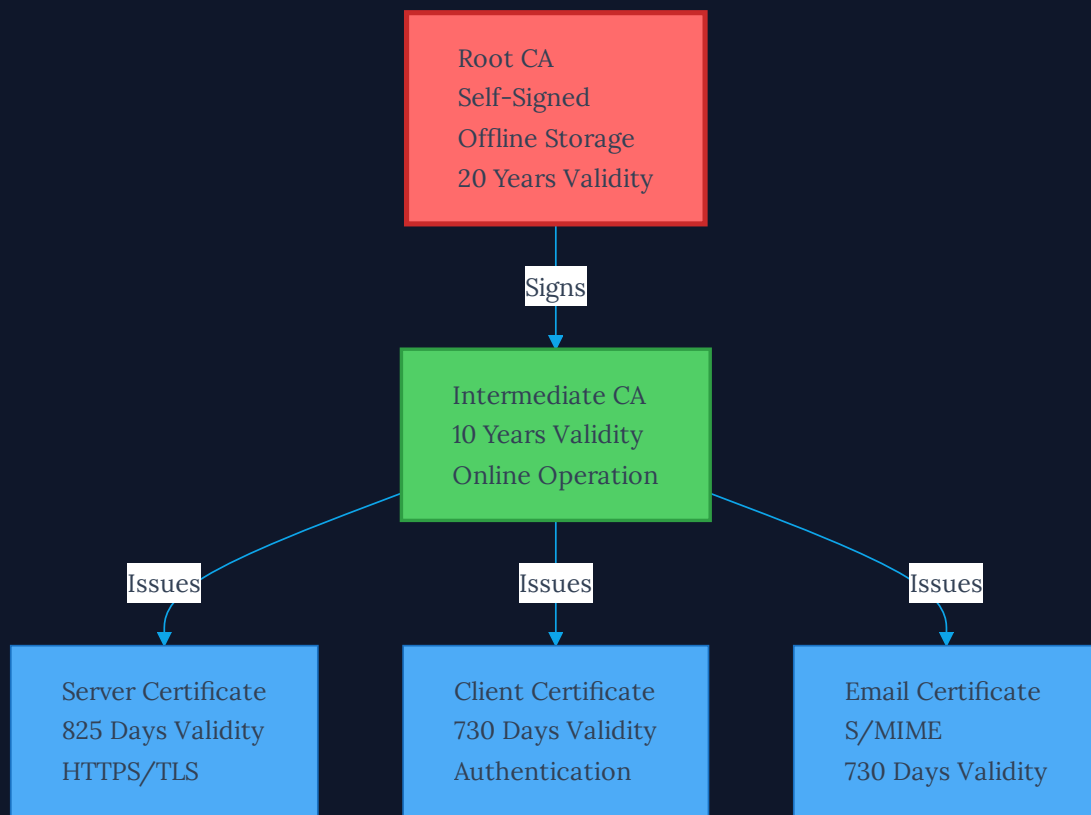 Root CA
Self-Signed
Offline Storage
20 Years Validity
Signs
Intermediate CA
10 Years Validity
Online Operation
Issues
Issues
Issues
Server Certificate
825 Days Validity
HTTPS/TLS
Client Certificate
730 Days Validity
Authentication
Email Certificate
S/MIME
730 Days Validity